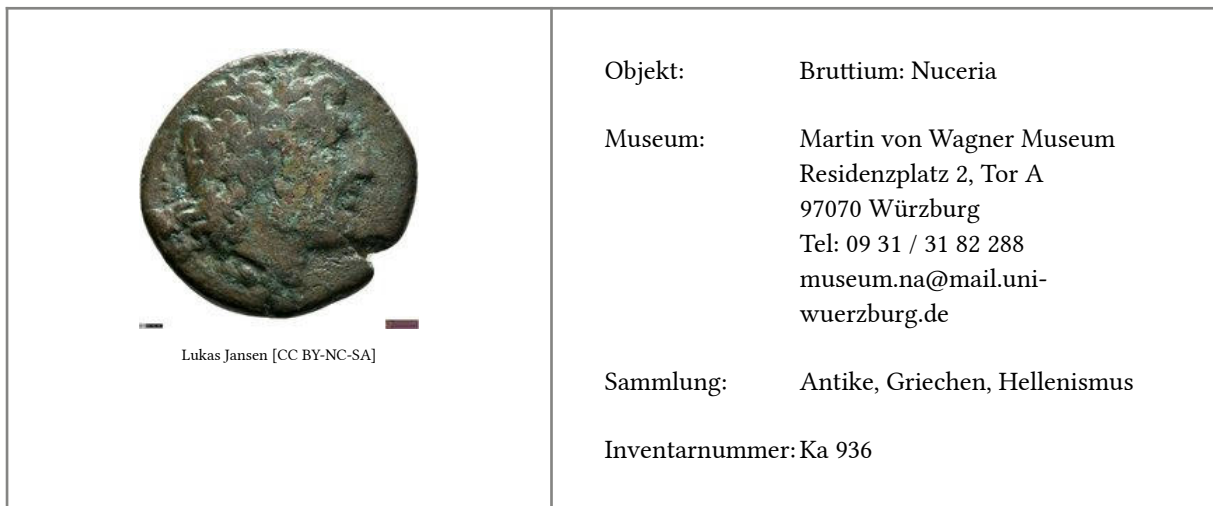 Lukas Jansen [CC BY-NC-SA]
Objekt: Bruttium: Nuceria
Museum: Martin von Wagner Museum
Residenzplatz 2, Tor A
97070 Würzburg
Tel: 09 31 / 31 82 288
museum.na@mail.uni-
wuerzburg.de
Sammlung: Antike, Griechen, Hellenismus
Inventarnummer: Ka 936